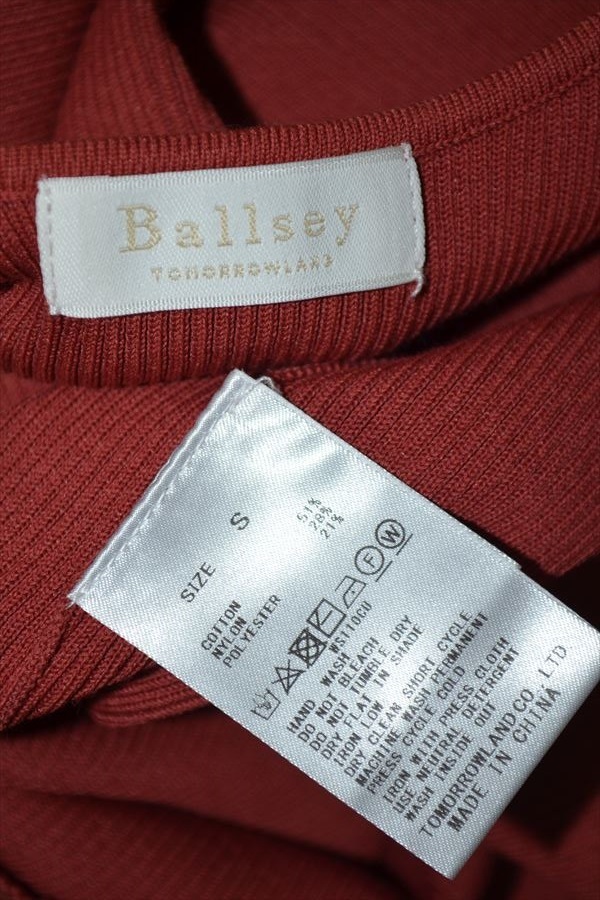 Ballsey
TOMORROWLAND
SIZE S
COTTON 51%
NYLON 28%
POLYESTER 21%
WS110GU
HAND WASH
DO NOT BLEACH
DO NOT TUMBLE DRY
DRY FLAT IN SHADE
IRON LOW
DRY CLEAN SHORT CYCLE
MACHINE WASH PERMANENT
PRESS CYCLE COLD
IRON WITH PRESS CLOTH
USE NEUTRAL DETERGENT
WASH INSIDE OUT
TOMORROWLAND CO., LTD
MADE IN CHINA